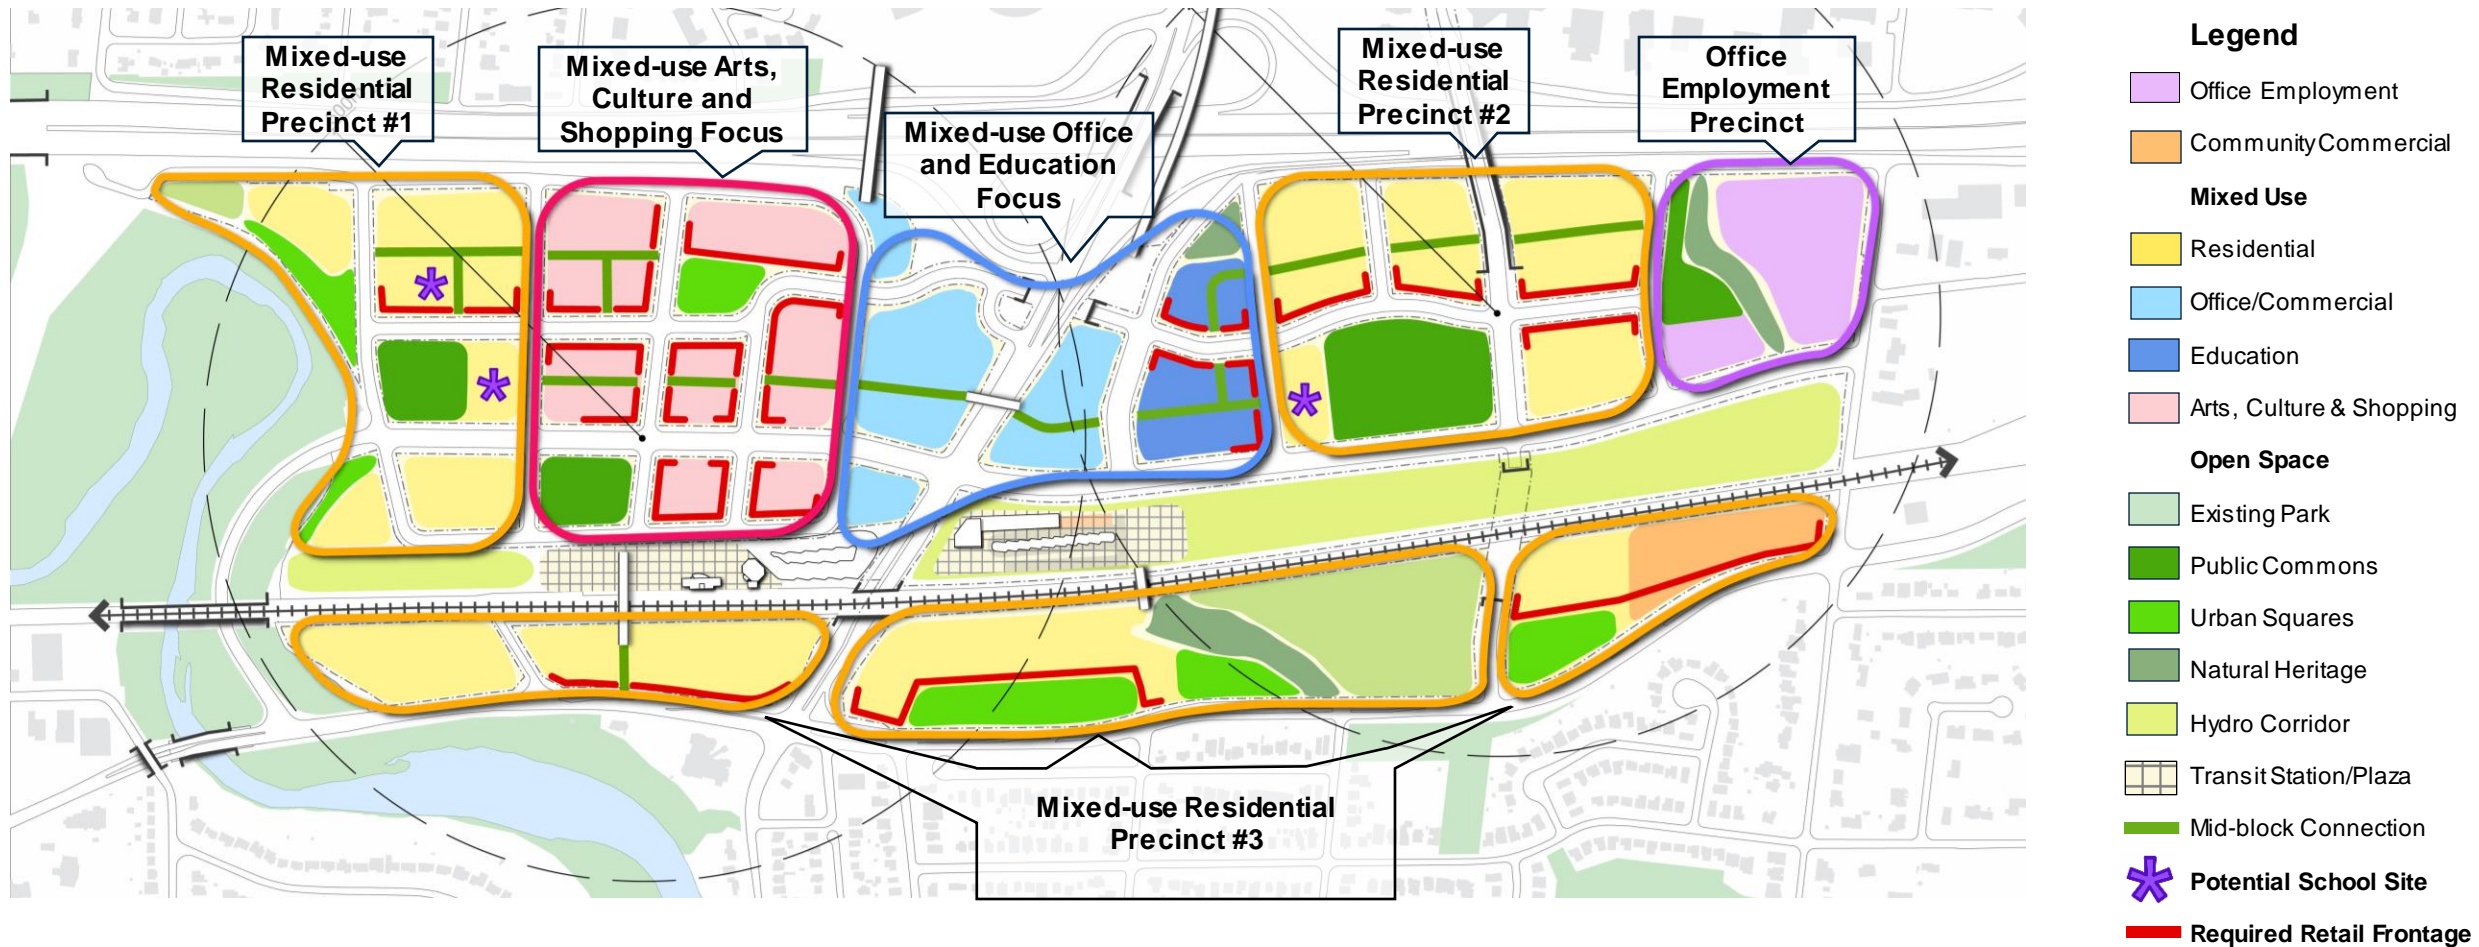 Mixed-use
Residential
Precinct #1
Mixed-use Arts,
Culture and
Shopping Focus
Mixed-use Office
and Education
Focus
Mixed-use
Residential
Precinct #2
Office
Employment
Precinct
Mixed-use Residential
Precinct #3
Legend
Office Employment
Community Commercial
Mixed Use
Residential
Office/Commercial
Education
Arts, Culture & Shopping
Open Space
Existing Park
Public Commons
Urban Squares
Natural Heritage
Hydro Corridor
Transit Station/Plaza
Mid-block Connection
Potential School Site
Required Retail Frontage